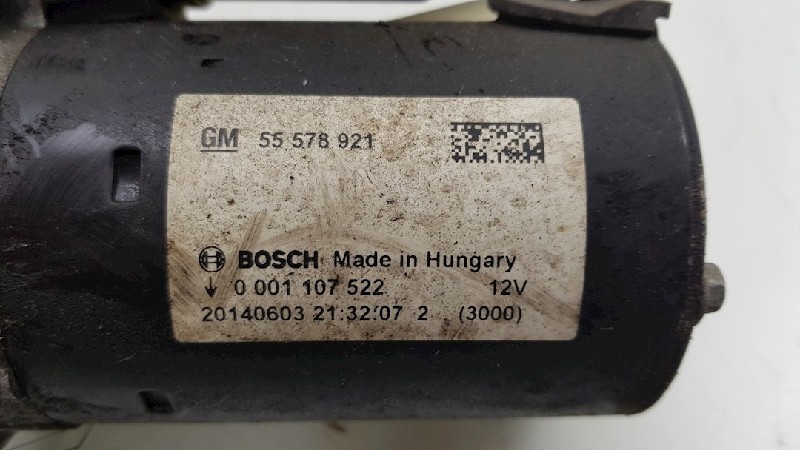 GM 55 578 921
BOSCH Made in Hungary
0 001 107 522 12V
20140603 21:32:07 2 (3000)